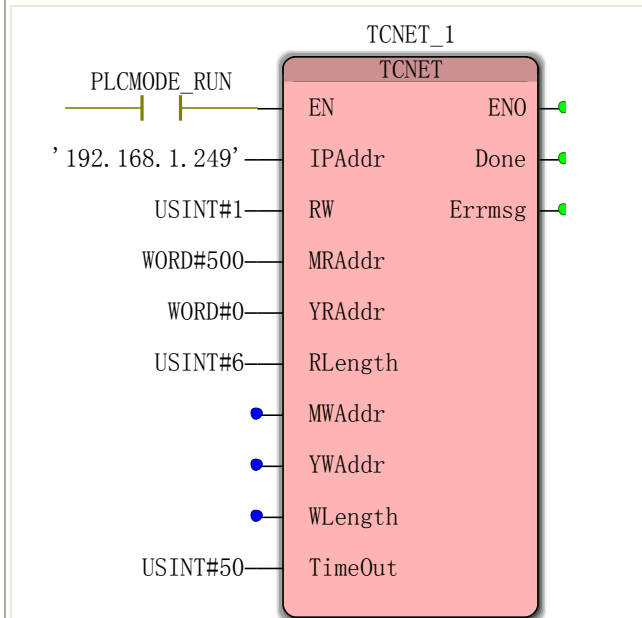 TCNET_1
TCNET
PLCMODE_RUN
EN ENO
'192.168.1.249' IPAddr Done
USINT#1 RW Errmsg
WORD#500 MRAddr
WORD#0 YRAddr
USINT#6 RLength
MWAddr
YWAddr
WLength
USINT#50 TimeOut